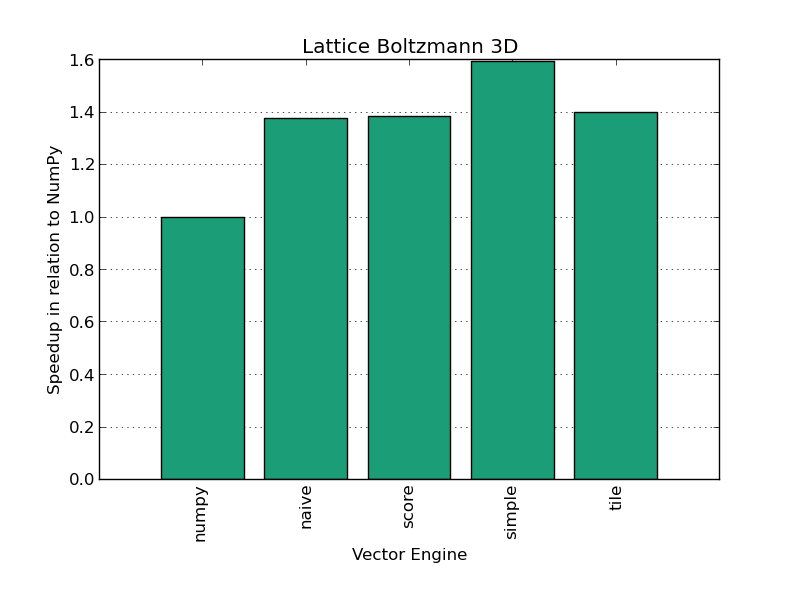 Lattice Boltzmann 3D
Speedup in relation to NumPy
1.6
1.4
1.2
1.0
0.8
0.6
0.4
0.2
0.0
numpy
naive
score
simple
tile
Vector Engine